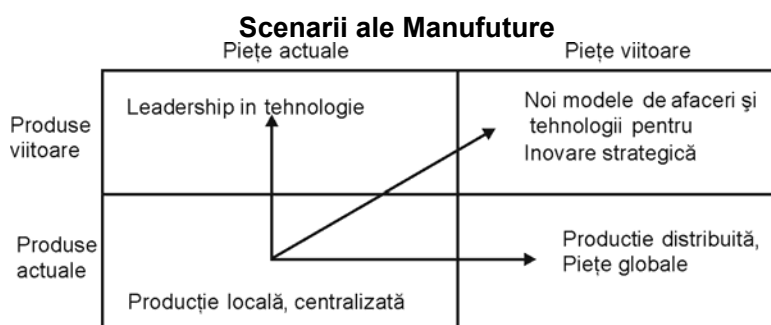 Scenarii ale Manufuture
Piețe actuale
Piețe viitoare
Produse
viitoare
Leadership in tehnologie
Noi modele de afaceri şi
tehnologii pentru
Inovare strategică
Produse
actuale
Productie distribuită,
Piețe globale
Producție locală, centralizată